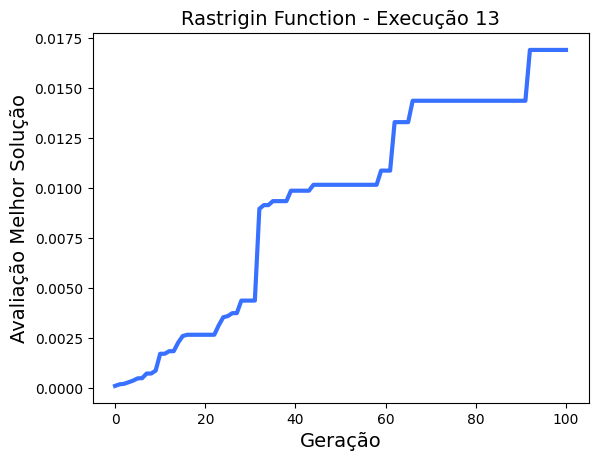 Rastrigin Function - Execução 13
Avaliação Melhor Solução
0.0175
0.0150
0.0125
0.0100
0.0075
0.0050
0.0025
0.0000
0 20 40 60 80 100
Geração